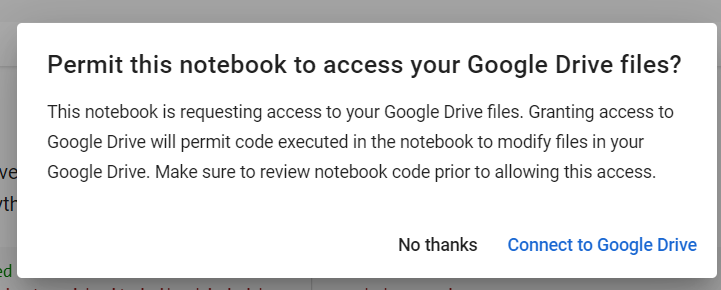 Permit this notebook to access your Google Drive files?
This notebook is requesting access to your Google Drive files. Granting access to
Google Drive will permit code executed in the notebook to modify files in your
Google Drive. Make sure to review notebook code prior to allowing this access.
No thanks
Connect to Google Drive